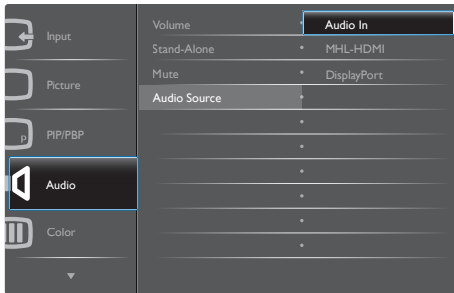 Input
Picture
P
PIP/PBP
Audio
Color
Volume
Stand-Alone
Mute
Audio Source
Audio In
MHL-HDMI
DisplayPort